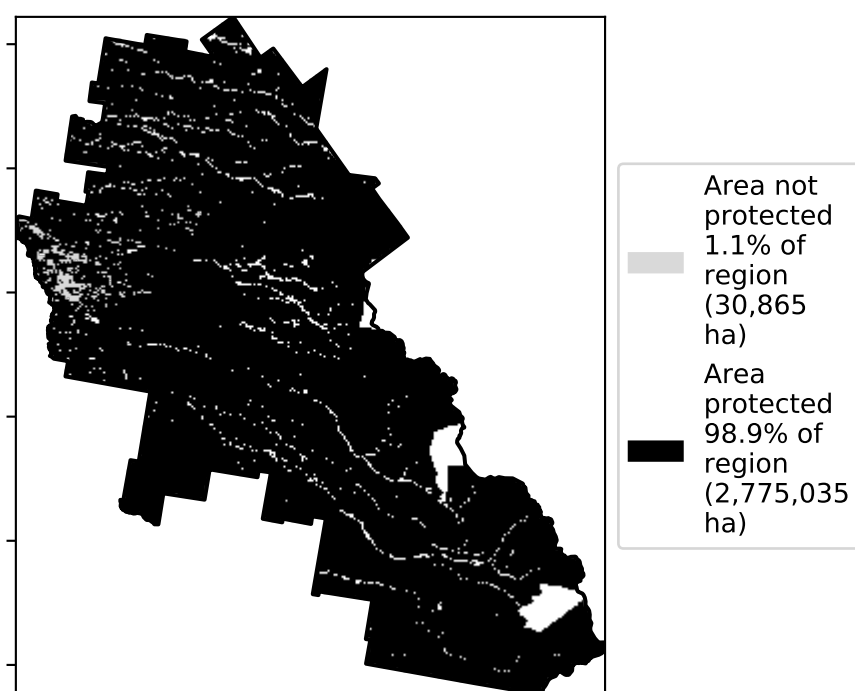 Area not
protected
1.1% of
region
(30,865
ha)
Area
protected
98.9% of
region
(2,775,035
ha)